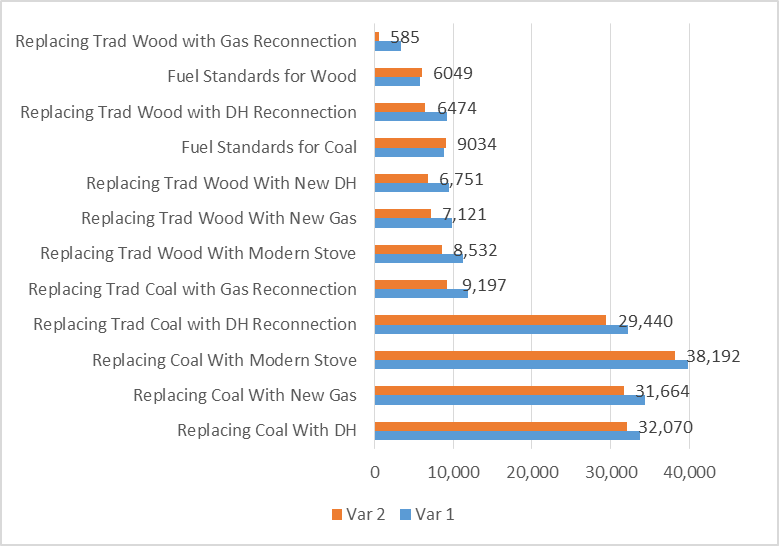 Replacing Trad Wood with Gas Reconnection 585
Fuel Standards for Wood 6049
Replacing Trad Wood with DH Reconnection 6474
Fuel Standards for Coal 9034
Replacing Trad Wood With New DH 6,751
Replacing Trad Wood With New Gas 7,121
Replacing Trad Wood With Modern Stove 8,532
Replacing Trad Coal with Gas Reconnection 9,197
Replacing Trad Coal with DH Reconnection 29,440
Replacing Coal With Modern Stove 38,192
Replacing Coal With New Gas 31,664
Replacing Coal With DH 32,070
0 10,000 20,000 30,000 40,000
Var 2 Var 1